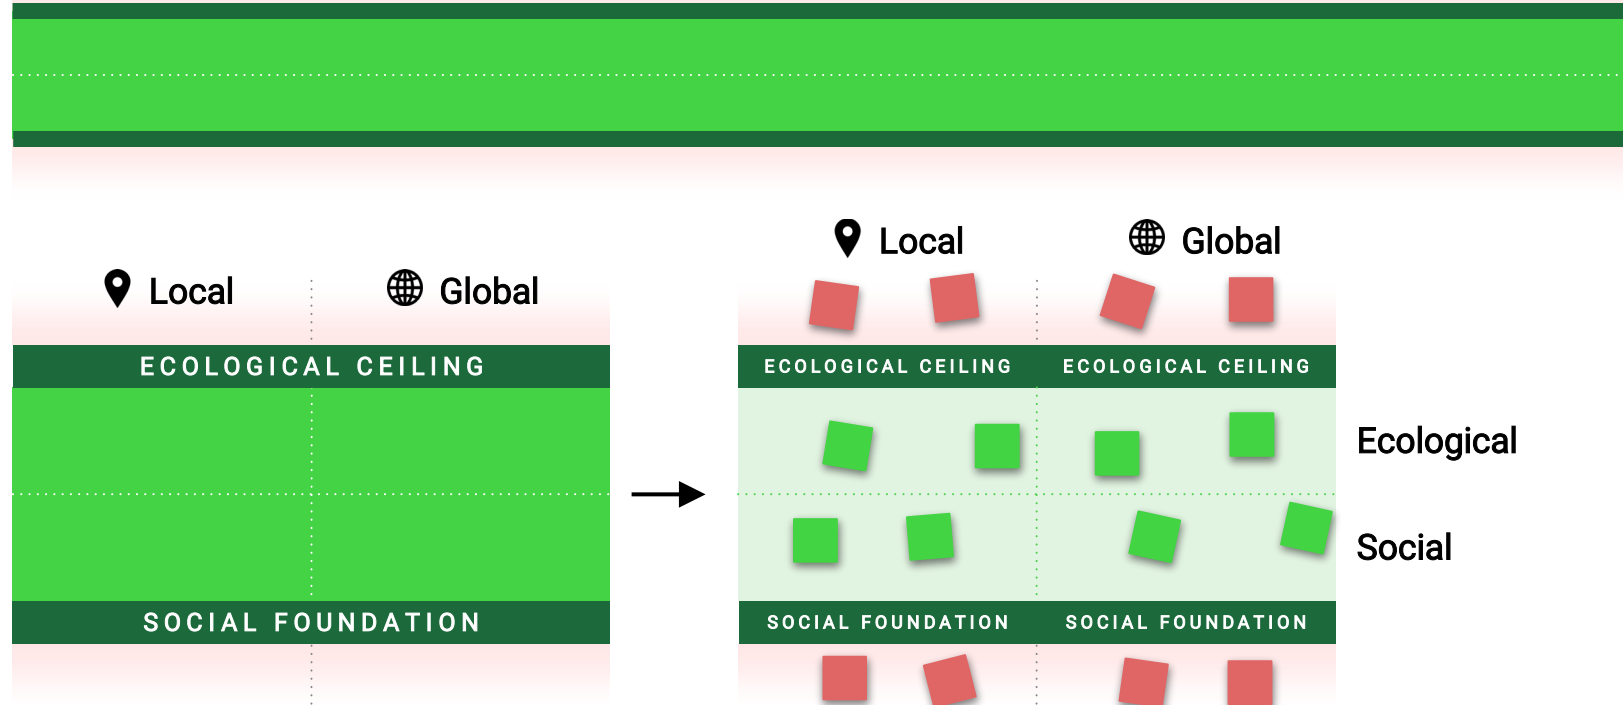 Local Global
Local Global
ECOLOGICAL CEILING
ECOLOGICAL CEILING ECOLOGICAL CEILING
Ecological
Social
SOCIAL FOUNDATION
SOCIAL FOUNDATION SOCIAL FOUNDATION